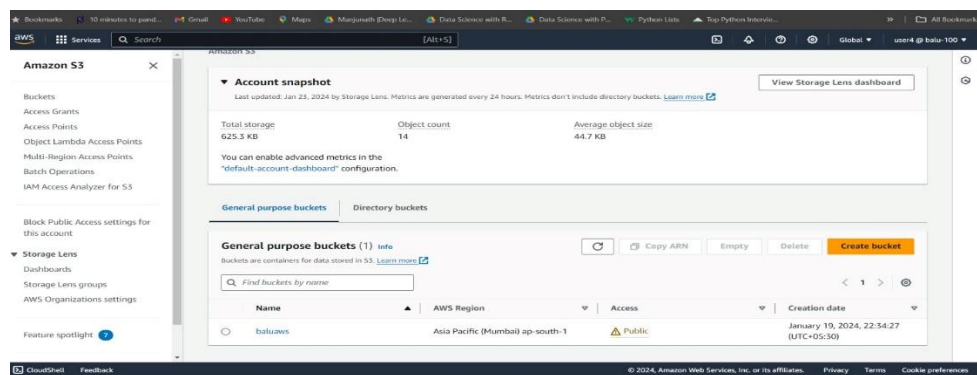 Bookmarks 10 minutes to pand... Gmail YouTube Maps Manjunath (Deep Le... Data Science with R... Data Science with P... Python Lists Top Python Intervie... » All Bookmark
aws Services Search [Alt+S] Global user4 @ balu-100
Amazon S3
Amazon S3
Account snapshot View Storage Lens dashboard
Last updated: Jan 23, 2024 by Storage Lens. Metrics are generated every 24 hours. Metrics don't include directory buckets. Learn more
Total storage Object count Average object size
625.3 KB 14 44.7 KB
You can enable advanced metrics in the
"default-account-dashboard" configuration.
Buckets
Access Grants
Access Points
Object Lambda Access Points
Multi-Region Access Points
Batch Operations
IAM Access Analyzer for S3
Block Public Access settings for
this account
Storage Lens
Dashboards
Storage Lens groups
AWS Organizations settings
Feature spotlight 7
General purpose buckets Directory buckets
General purpose buckets (1) Info Copy ARN Empty Delete Create bucket
Buckets are containers for data stored in S3. Learn more
Find buckets by name < 1 >
Name AWS Region Access Creation date
baluaws Asia Pacific (Mumbai) ap-south-1 Public January 19, 2024, 22:34:27
(UTC+05:30)
CloudShell Feedback © 2024, Amazon Web Services, Inc. or its affiliates. Privacy Terms Cookie preferences